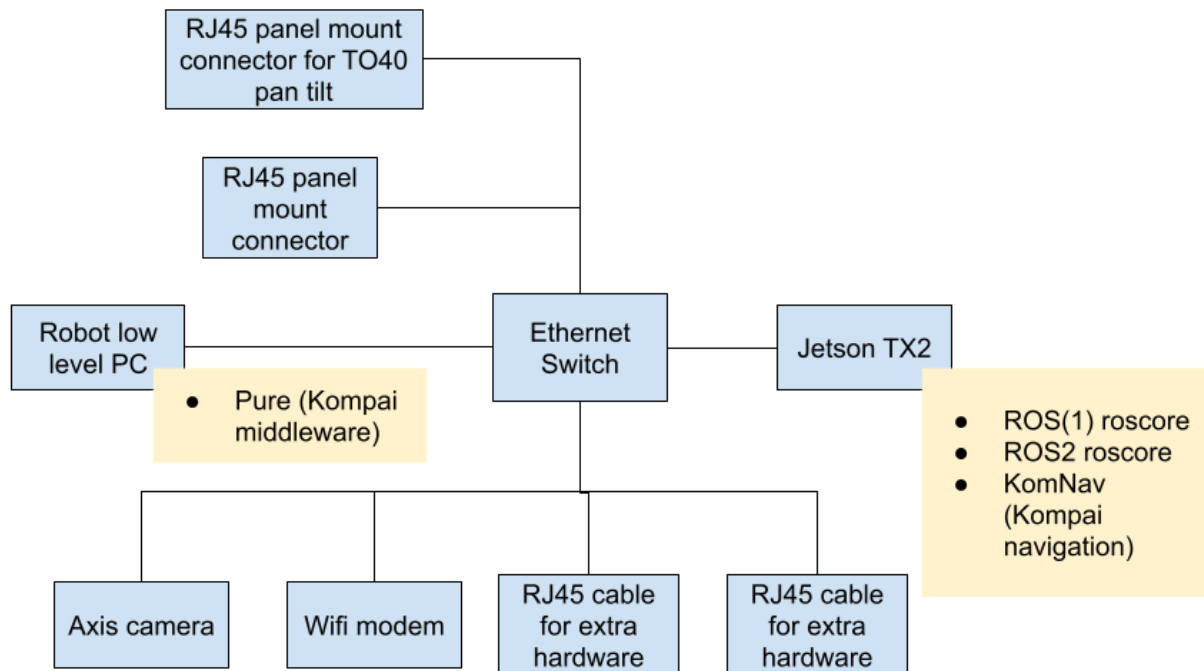 RJ45 panel mount
connector for TO40
pan tilt
RJ45 panel
mount
connector
Robot low
level PC
● Pure (Kompai
middleware)
Ethernet
Switch
Jetson TX2
● ROS(1) roscore
● ROS2 roscore
● KomNav
(Kompai
navigation)
Axis camera
Wifi modem
RJ45 cable
for extra
hardware
RJ45 cable
for extra
hardware